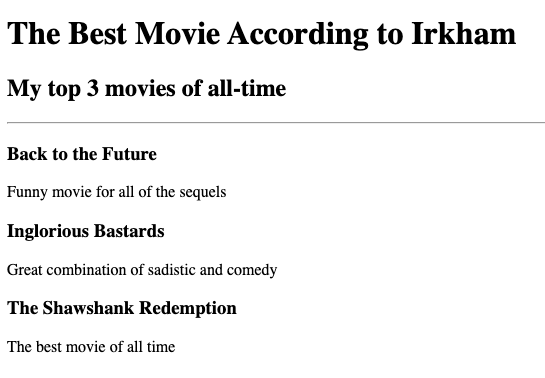 The Best Movie According to Irkham
My top 3 movies of all-time
Back to the Future
Funny movie for all of the sequels
Inglorious Bastards
Great combination of sadistic and comedy
The Shawshank Redemption
The best movie of all time